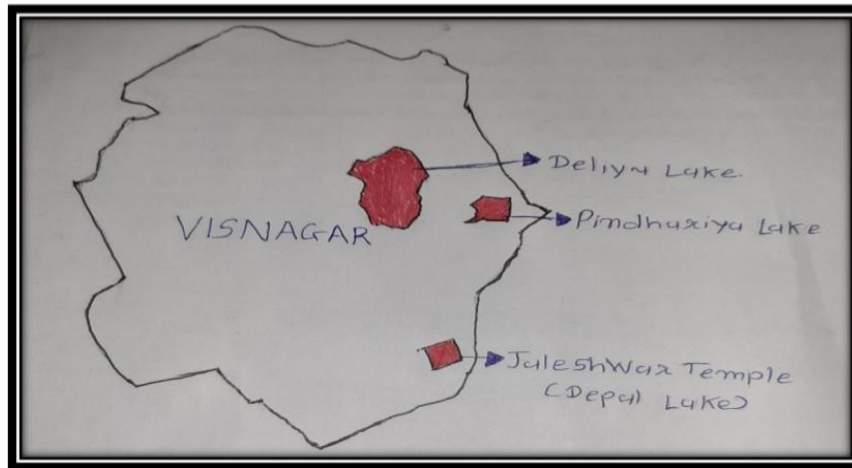 Deliya Lake
VISNAGAR
Pindhariya Lake
Jaleshwar Temple
(Depal Lake)